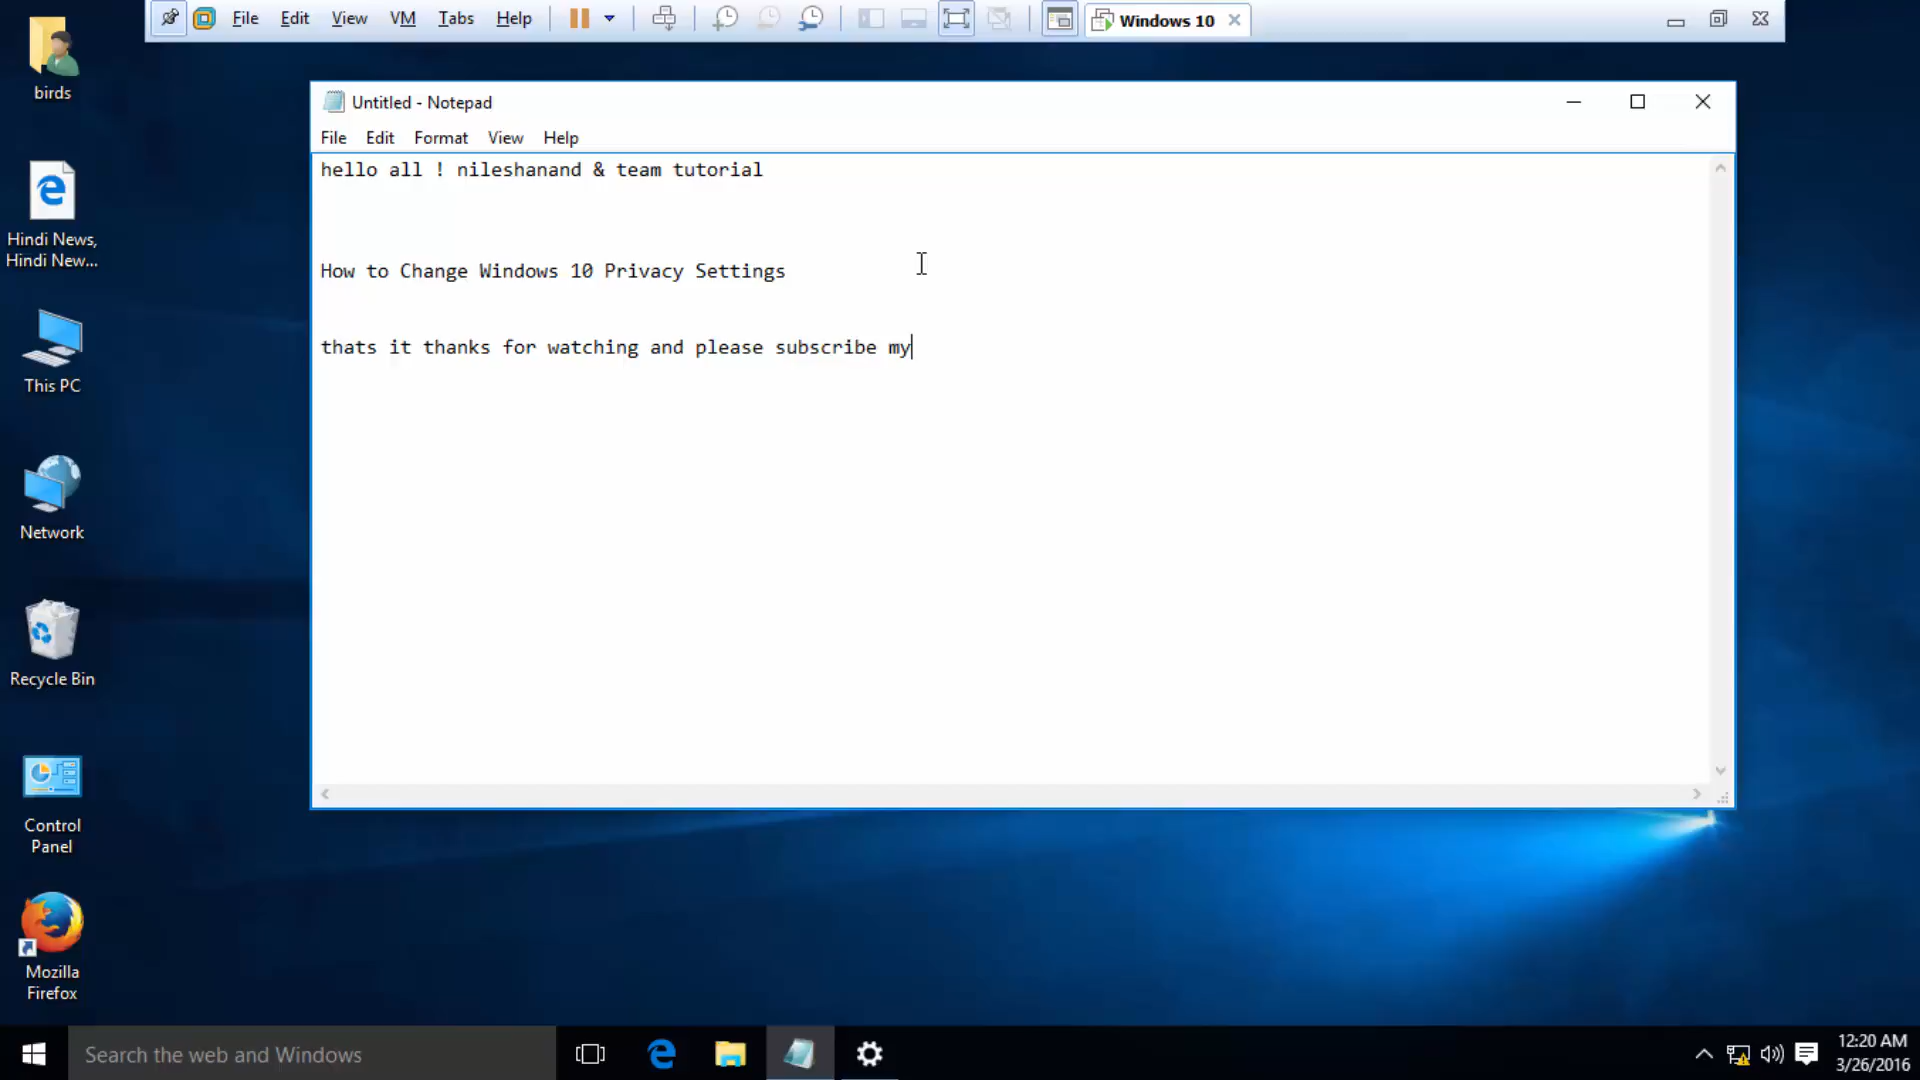 File Edit View VM Tabs Help Windows 10
birds
Untitled - Notepad
File Edit Format View Help
hello all ! nileshanand & team tutorial
How to Change Windows 10 Privacy Settings
thats it thanks for watching and please subscribe my
Hindi News,
Hindi New...
This PC
Network
Recycle Bin
Control
Panel
Mozilla
Firefox
Search the web and Windows
12:20 AM
3/26/2016